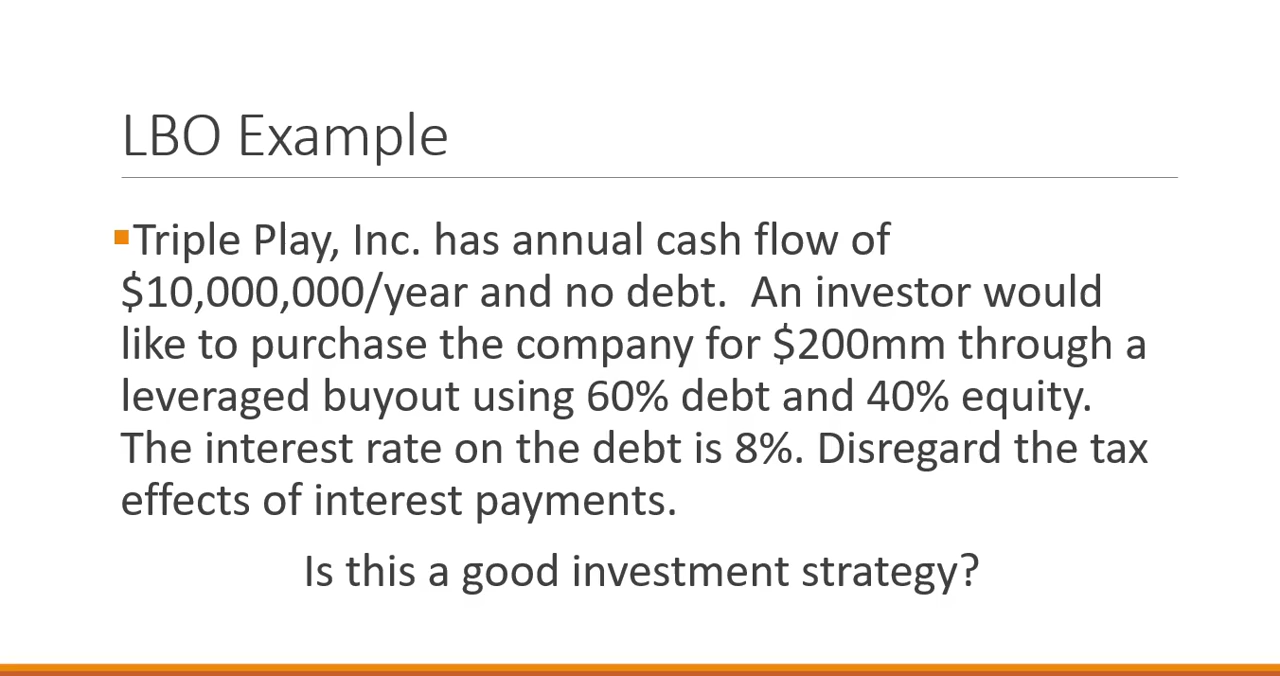 LBO Example
▪Triple Play, Inc. has annual cash flow of
$10,000,000/year and no debt.  An investor would
like to purchase the company for $200mm through a
leveraged buyout using 60% debt and 40% equity.
The interest rate on the debt is 8%. Disregard the tax
effects of interest payments.
Is this a good investment strategy?